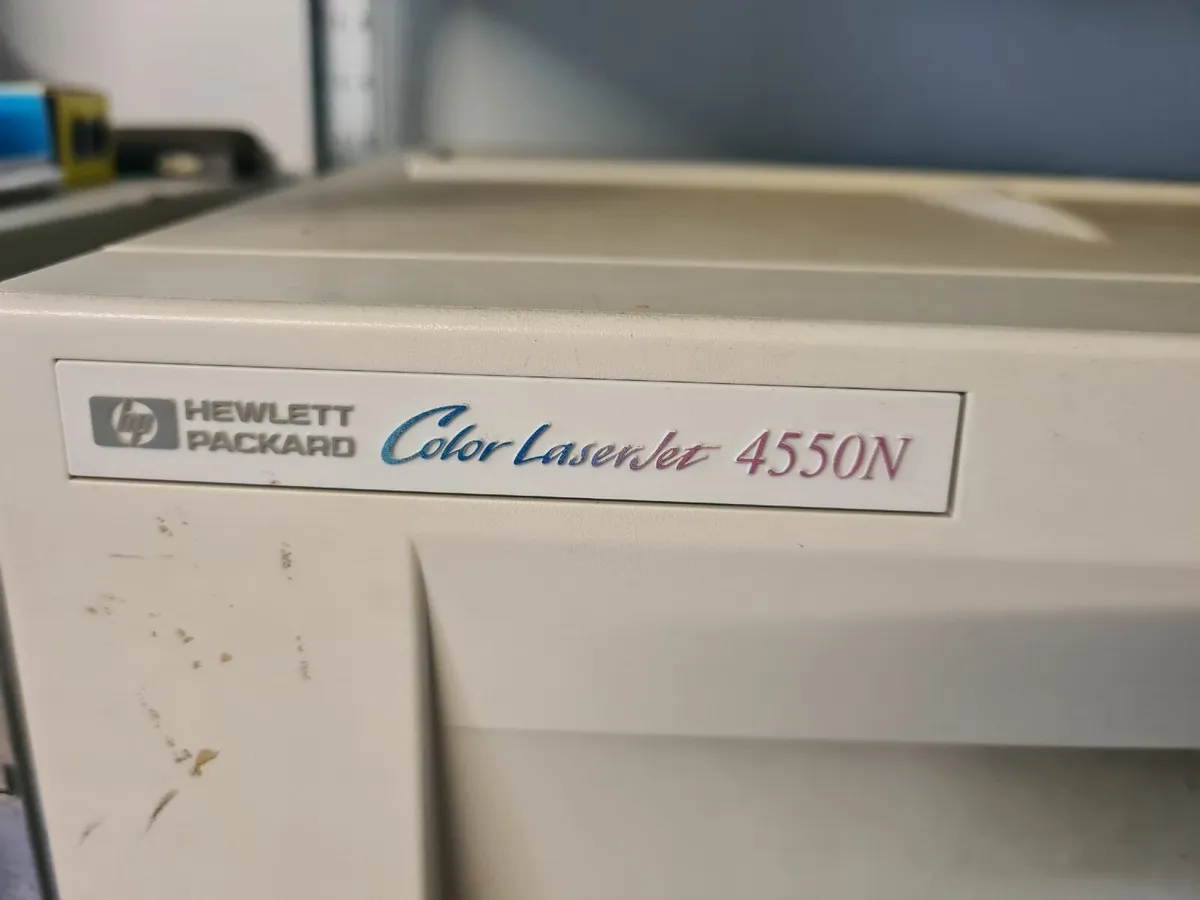 hp HEWLETT
PACKARD
Color LaserJet 4550N